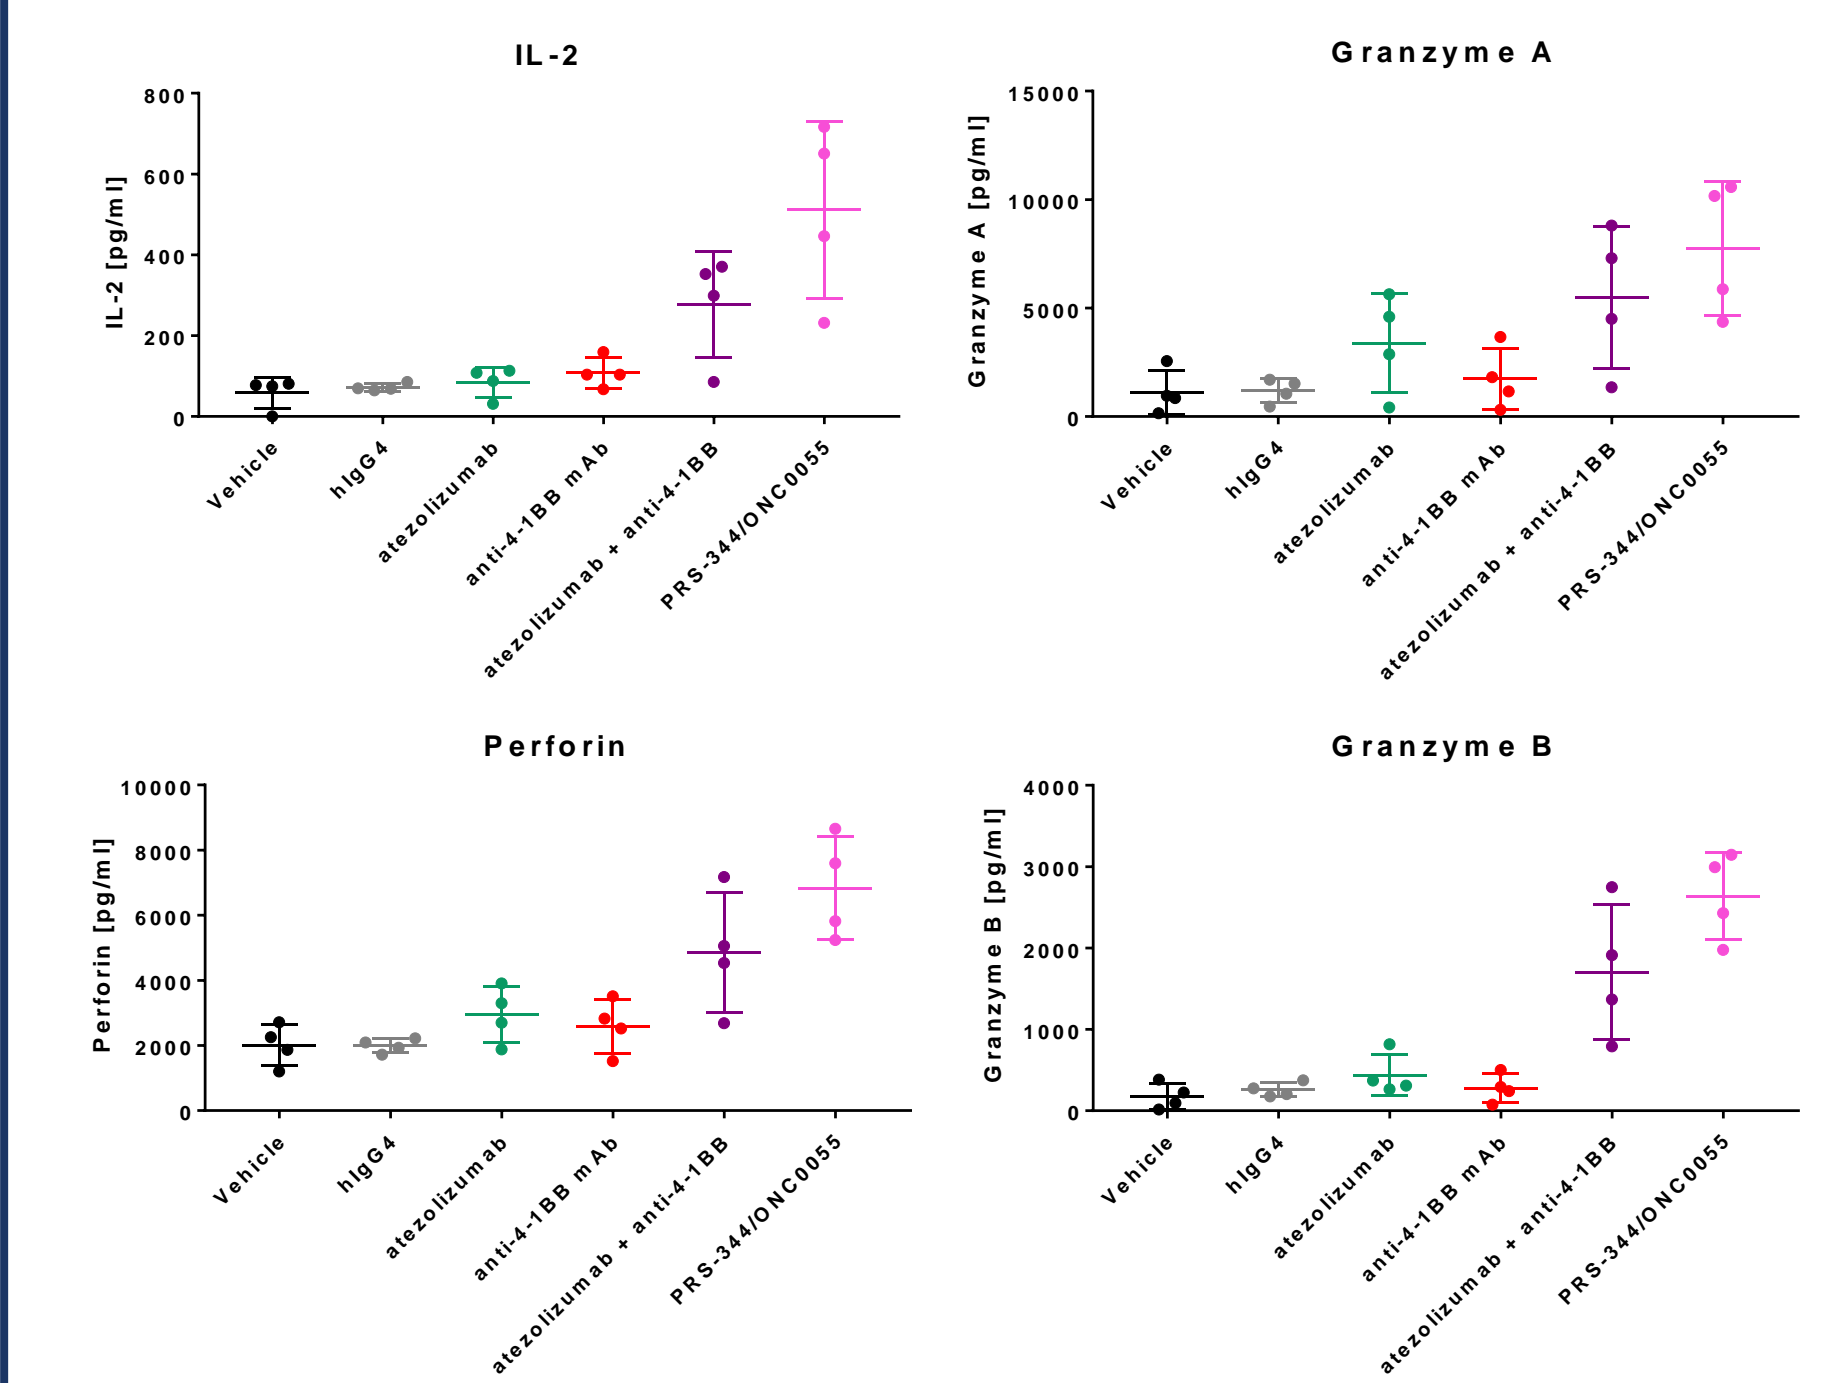 IL-2
IL-2 [pg/ml]
800
600
400
200
0
Vehicle
hIgG4
atezolizumab
anti-4-1BB mAb
atezolizumab + anti-4-1BB
PRS-344/ONC0055
Granzyme A
Granzyme A [pg/ml]
15000
10000
5000
0
Vehicle
hIgG4
atezolizumab
anti-4-1BB mAb
atezolizumab + anti-4-1BB
PRS-344/ONC0055
Perforin
Perforin [pg/ml]
10000
8000
6000
4000
2000
0
Vehicle
hIgG4
atezolizumab
anti-4-1BB mAb
atezolizumab + anti-4-1BB
PRS-344/ONC0055
Granzyme B
Granzyme B [pg/ml]
4000
3000
2000
1000
0
Vehicle
hIgG4
atezolizumab
anti-4-1BB mAb
atezolizumab + anti-4-1BB
PRS-344/ONC0055